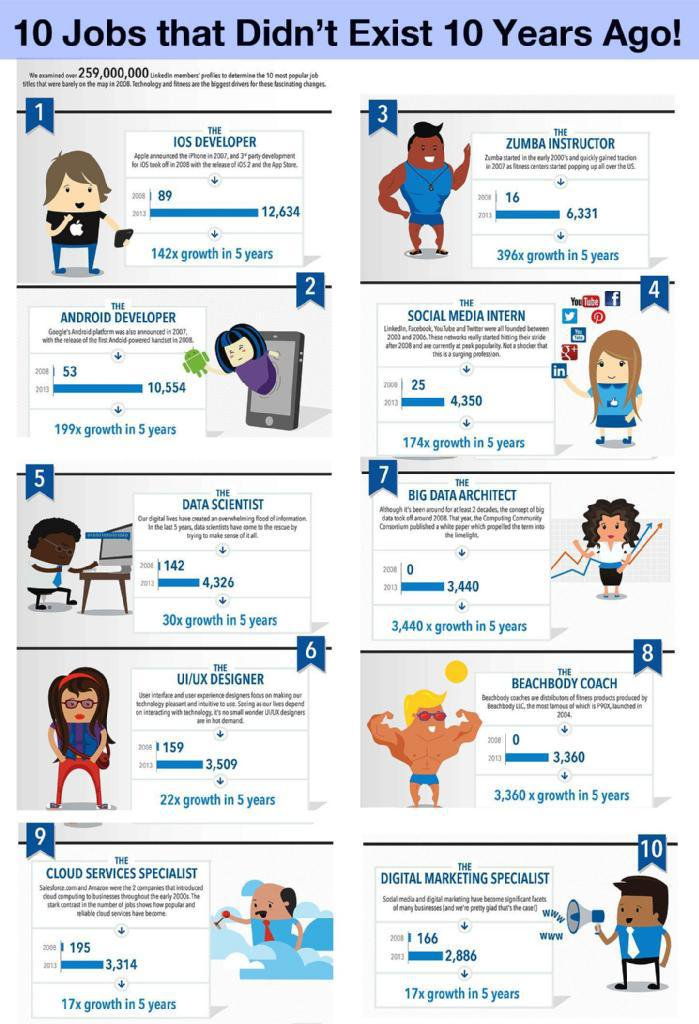 10 Jobs that Didn't Exist 10 Years Ago!
We examined over 259,000,000 LinkedIn members' profiles to determine the 10 most popular job
titles that were barely on the map in 2008. Technology and fitness are the biggest drivers for these fascinating changes.
1
THE
IOS DEVELOPER
Apple announced the iPhone in 2007, and 3rd party development
for iOS took off in 2008 with the release of iOS 2 and the App Store.
2008 89
2013 12,634
142x growth in 5 years
2
THE
ANDROID DEVELOPER
Google's Android platform was also announced in 2007,
with the release of the first Android-powered handset in 2008.
2008 53
2013 10,554
199x growth in 5 years
3
THE
ZUMBA INSTRUCTOR
Zumba started in the early 2000's and quickly gained traction
in 2007 as fitness centers started popping up all over the US.
2008 16
2013 6,331
396x growth in 5 years
4
THE
SOCIAL MEDIA INTERN
LinkedIn, Facebook, YouTube and Twitter were all founded between
2003 and 2006. These networks really started hitting their stride
after 2008 and are currently at peak popularity. Not a shocker that
this is a surging profession.
2008 25
2013 4,350
174x growth in 5 years
YouTube
f
You
Tube
g+
in
5
THE
DATA SCIENTIST
Our digital lives have created an overwhelming flood of information.
In the last 5 years, data scientists have come to the rescue by
trying to make sense of it all.
2008 142
2013 4,326
30x growth in 5 years
6
THE
UI/UX DESIGNER
User interface and user experience designers focus on making our
technology pleasant and intuitive to use. Seeing as our lives depend
on interacting with technology, it's no small wonder UI/UX designers
are in hot demand.
2008 159
2013 3,509
22x growth in 5 years
7
THE
BIG DATA ARCHITECT
Although it's been around for at least 2 decades, the concept of big
data took off around 2008. That year, the Computing Community
Consortium published a white paper which propelled the term into
the limelight.
2008 0
2013 3,440
3,440 x growth in 5 years
8
THE
BEACHBODY COACH
Beachbody coaches are distributors of fitness products produced by
Beachbody LLC, the most famous of which is P90X, launched in
2004.
2008 0
2013 3,360
3,360 x growth in 5 years
9
THE
CLOUD SERVICES SPECIALIST
Salesforce.com and Amazon were the 2 companies that introduced
cloud computing to businesses throughout the early 2000s. The
stark contrast in the number of jobs shows how popular and
reliable cloud services have become.
2008 195
2013 3,314
17x growth in 5 years
10
THE
DIGITAL MARKETING SPECIALIST
Social media and digital marketing have become significant facets
of many businesses (and we're pretty glad that's the case!)
2008 166
2013 2,886
17x growth in 5 years
WWW
WWW